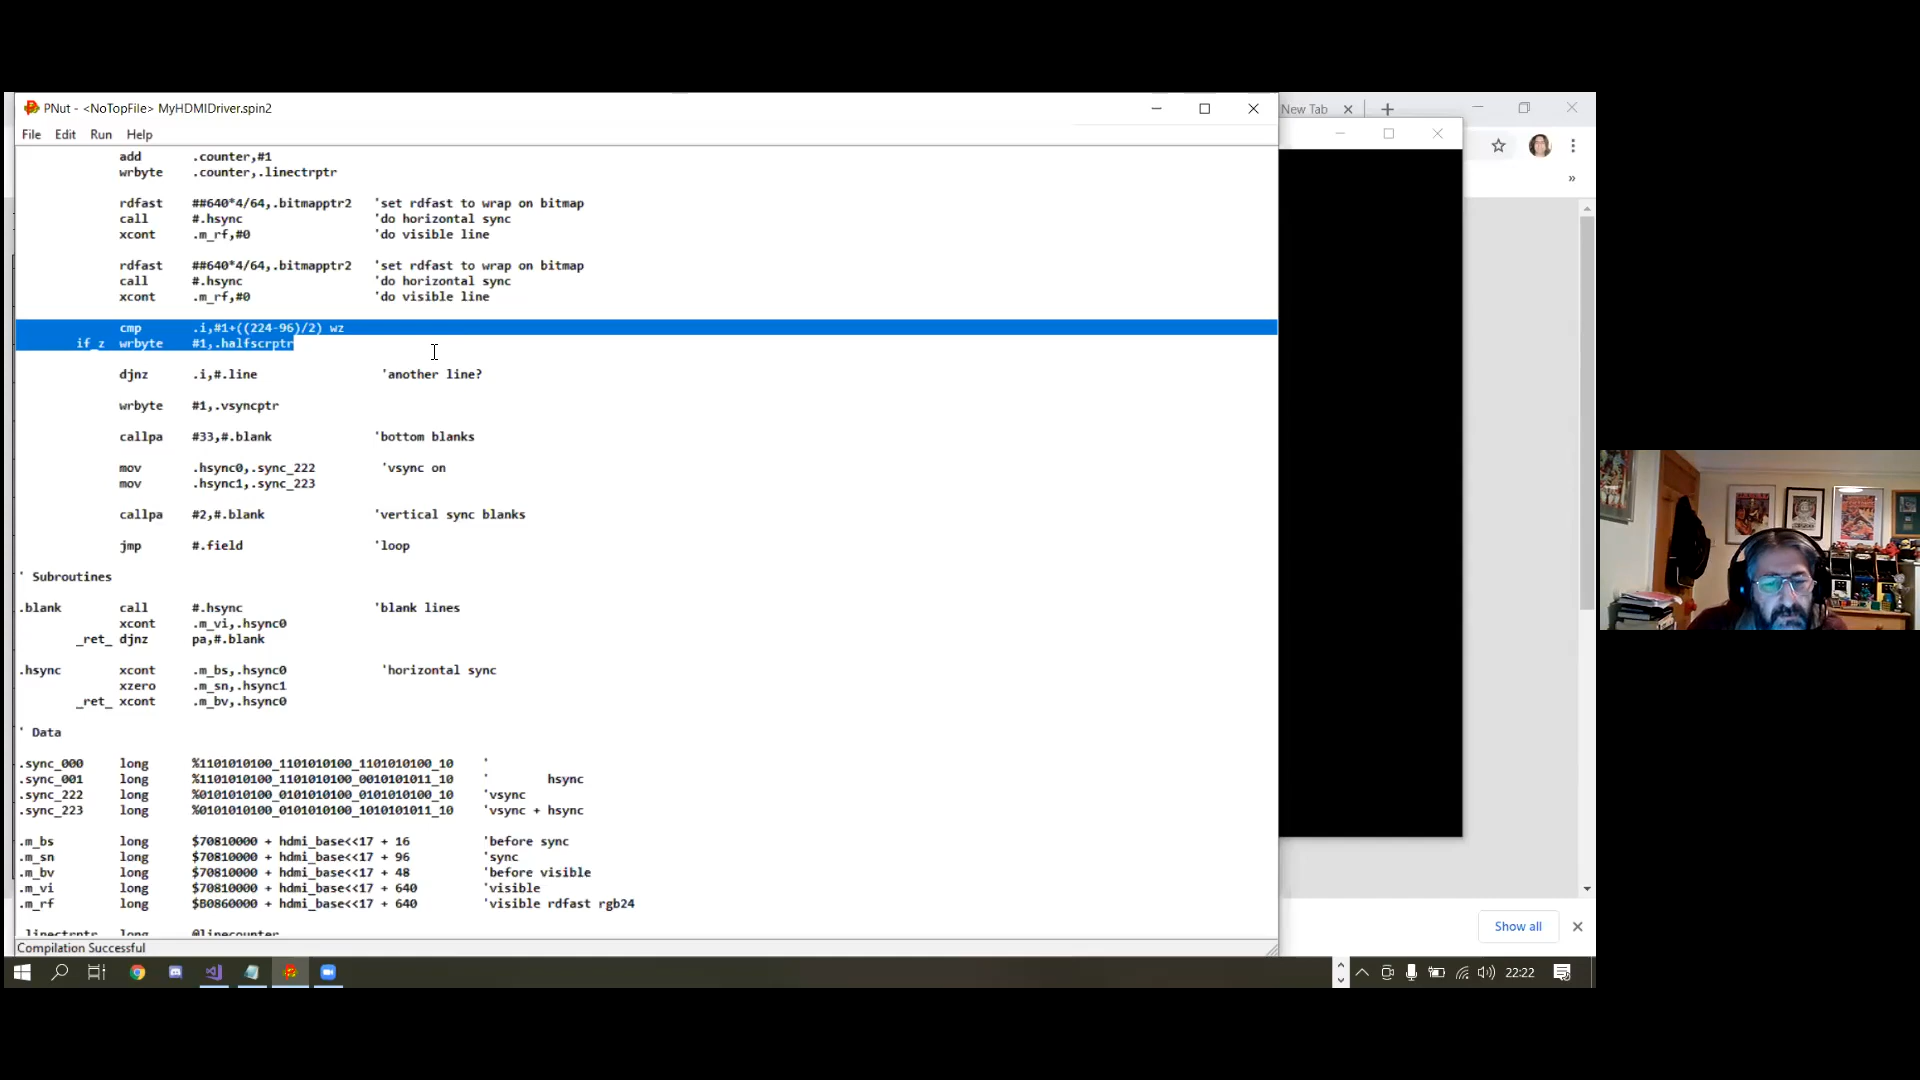 PNut - <NoTopFile> MyHDMIDriver.spin2
New Tab
File Edit Run Help
add .counter,#1
wrbyte .counter,.linectrptr
rdfast ##640*4/64,.bitmapptr2 'set rdfast to wrap on bitmap
call #.hsync 'do horizontal sync
xcont .m_rf,#0 'do visible line
rdfast ##640*4/64,.bitmapptr2 'set rdfast to wrap on bitmap
call #.hsync 'do horizontal sync
xcont .m_rf,#0 'do visible line
cmp .i,#1+((224-96)/2) wz
if_z wrbyte #1,.halfscrptr
djnz .i,#.line 'another line?
wrbyte #1,.vsyncptr
callpa #33,#.blank 'bottom blanks
mov .hsync0,.sync_222 'vsync on
mov .hsync1,.sync_223
callpa #2,#.blank 'vertical sync blanks
jmp #.field 'loop
' Subroutines
.blank call #.hsync 'blank lines
xcont .m_vi,.hsync0
_ret_ djnz pa,#.blank
.hsync xcont .m_bs,.hsync0 'horizontal sync
xzero .m_sn,.hsync1
_ret_ xcont .m_bv,.hsync0
' Data
.sync_000 long %1101010100_1101010100_1101010100_10 '
.sync_001 long %1101010100_1101010100_0010101011_10 ' hsync
.sync_222 long %0101010100_0101010100_0101010100_10 'vsync
.sync_223 long %0101010100_0101010100_1010101011_10 'vsync + hsync
.m_bs long $70810000 + hdmi_base<<17 + 16 'before sync
.m_sn long $70810000 + hdmi_base<<17 + 96 'sync
.m_bv long $70810000 + hdmi_base<<17 + 48 'before visible
.m_vi long $70810000 + hdmi_base<<17 + 640 'visible
.m_rf long $B0860000 + hdmi_base<<17 + 640 'visible rdfast rgb24
long @linecounter
Compilation Successful
Show all
22:22